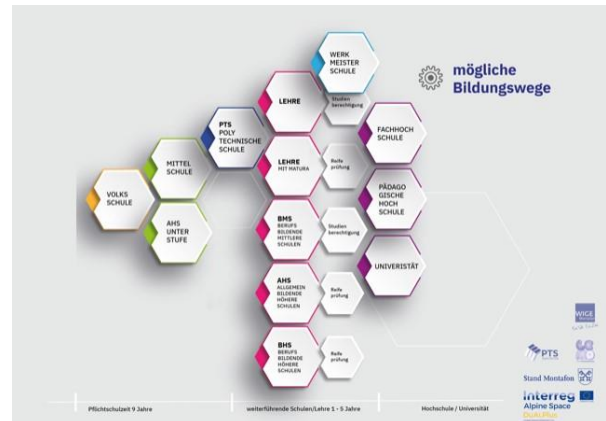 mögliche
Bildungswege
WERK
MEISTER
SCHULE
LEHRE
Studien
berechtigung
PTS
POLY
TECHNISCHE
SCHULE
FACHHOCH
SCHULE
MITTEL
SCHULE
LEHRE
MIT MATURA
Reife
prüfung
VOLKS
SCHULE
PÄDAGO
GISCHE
HOCH
SCHULE
AHS
UNTER
STUFE
BMS
BERUFS
BILDENDE
MITTLERE
SCHULEN
Studien
berechtigung
UNIVERISTÄT
AHS
ALLGEMEIN
BILDENDE
HÖHERE
SCHULEN
Reife
prüfung
BHS
BERUFS
BILDENDE
HÖHERE
SCHULEN
Reife
prüfung
WIGE
PTS
Stand Montafon
Interreg
Alpine Space
DuALPlus
Pflichtschulzeit 9 Jahre
weiterführende Schulen/Lehre 1 - 5 Jahre
Hochschule / Universität